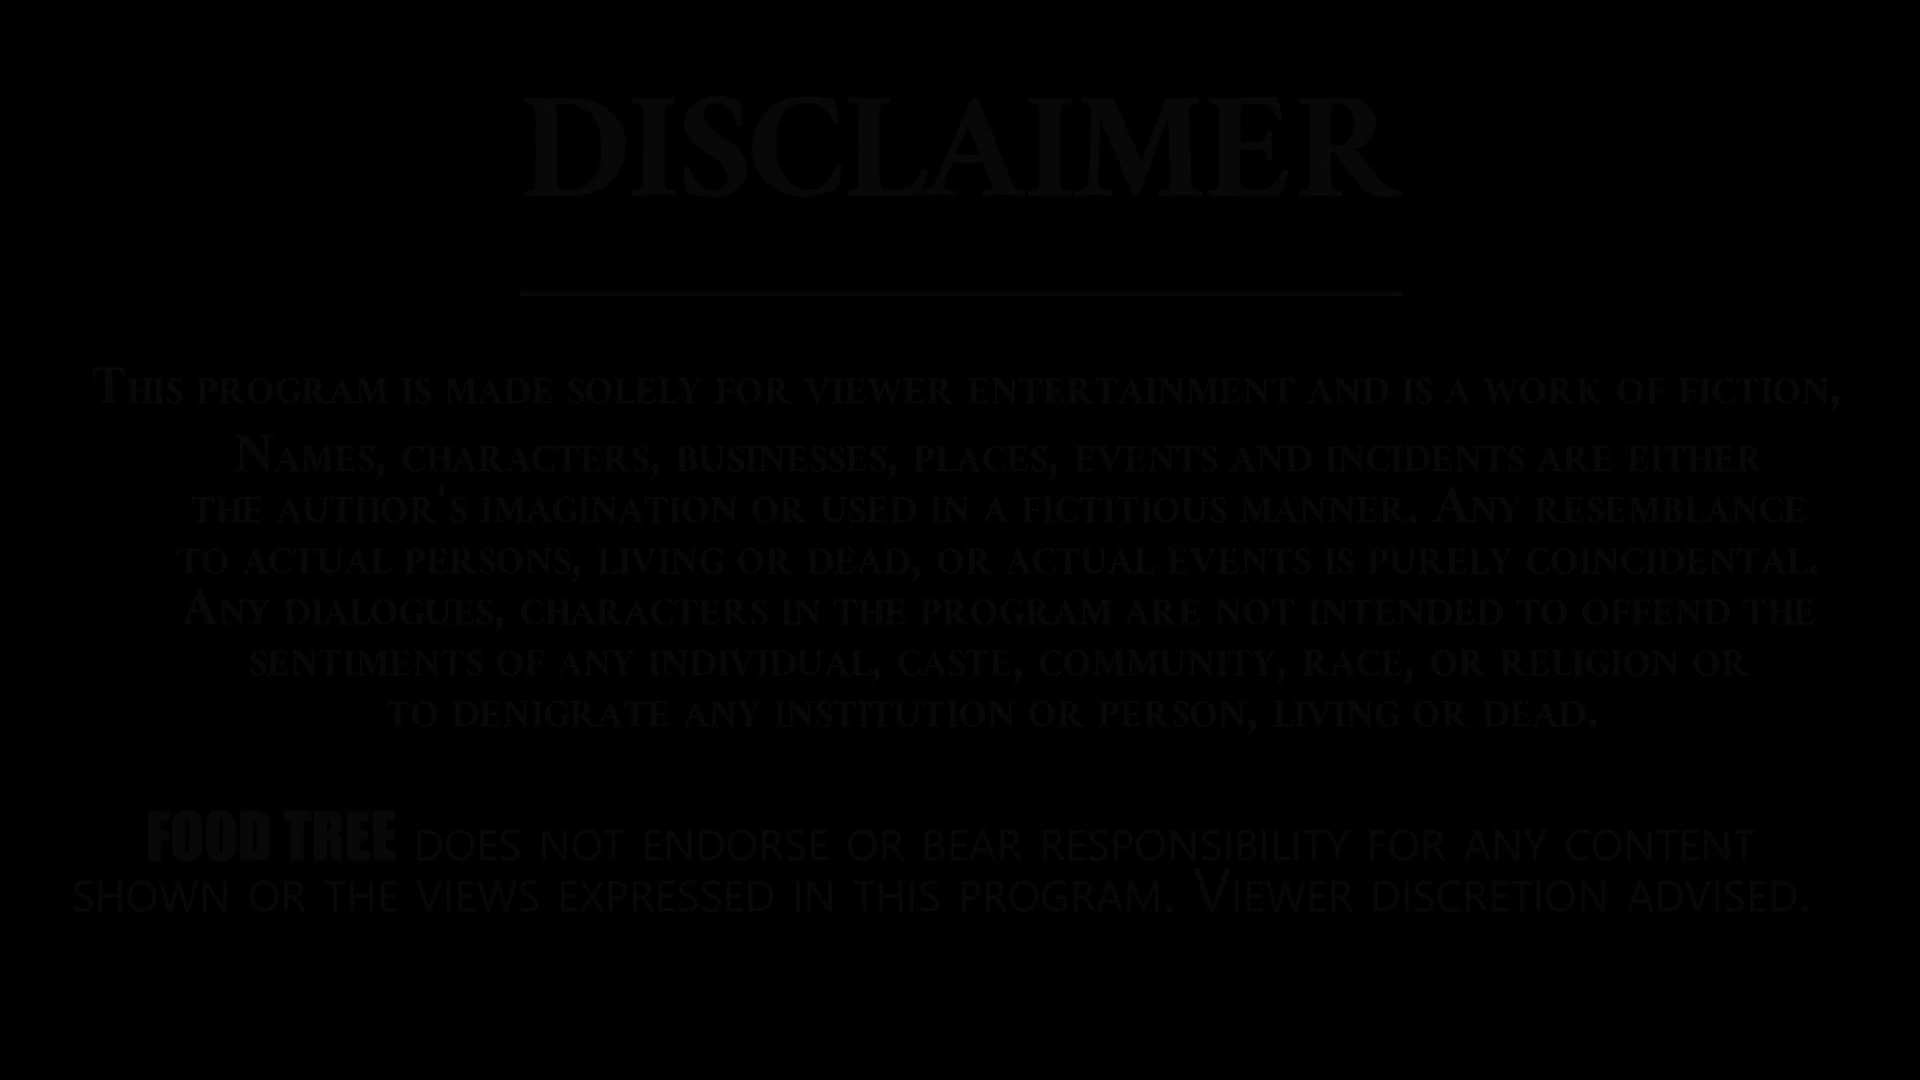 DISCLAIMER
This program is made solely for viewer entertainment and is a work of fiction,
Names, characters, businesses, places, events and incidents are either
the author's imagination or used in a fictitious manner. Any resemblance
to actual persons, living or dead, or actual events is purely coincidental.
Any dialogues, characters in the program are not intended to offend the
sentiments of any individual, caste, community, race, or religion or
to denigrate any institution or person, living or dead.
FOOD TREE does not endorse or bear responsibility for any content
shown or the views expressed in this program. Viewer discretion advised.